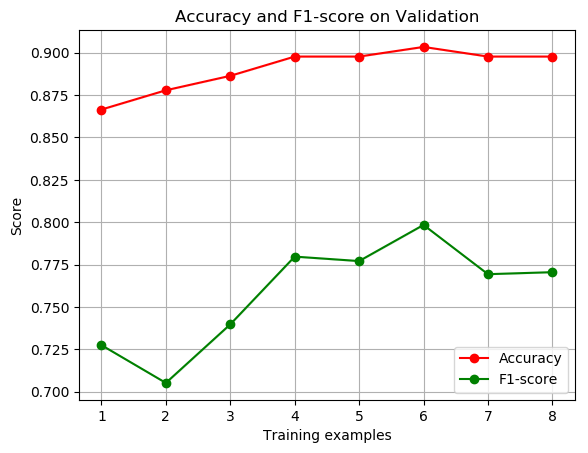 Accuracy and F1-score on Validation
0.900
0.875
0.850
0.825
0.800
0.775
0.750
0.725
0.700
Score
1 2 3 4 5 6 7 8
Training examples
Accuracy
F1-score